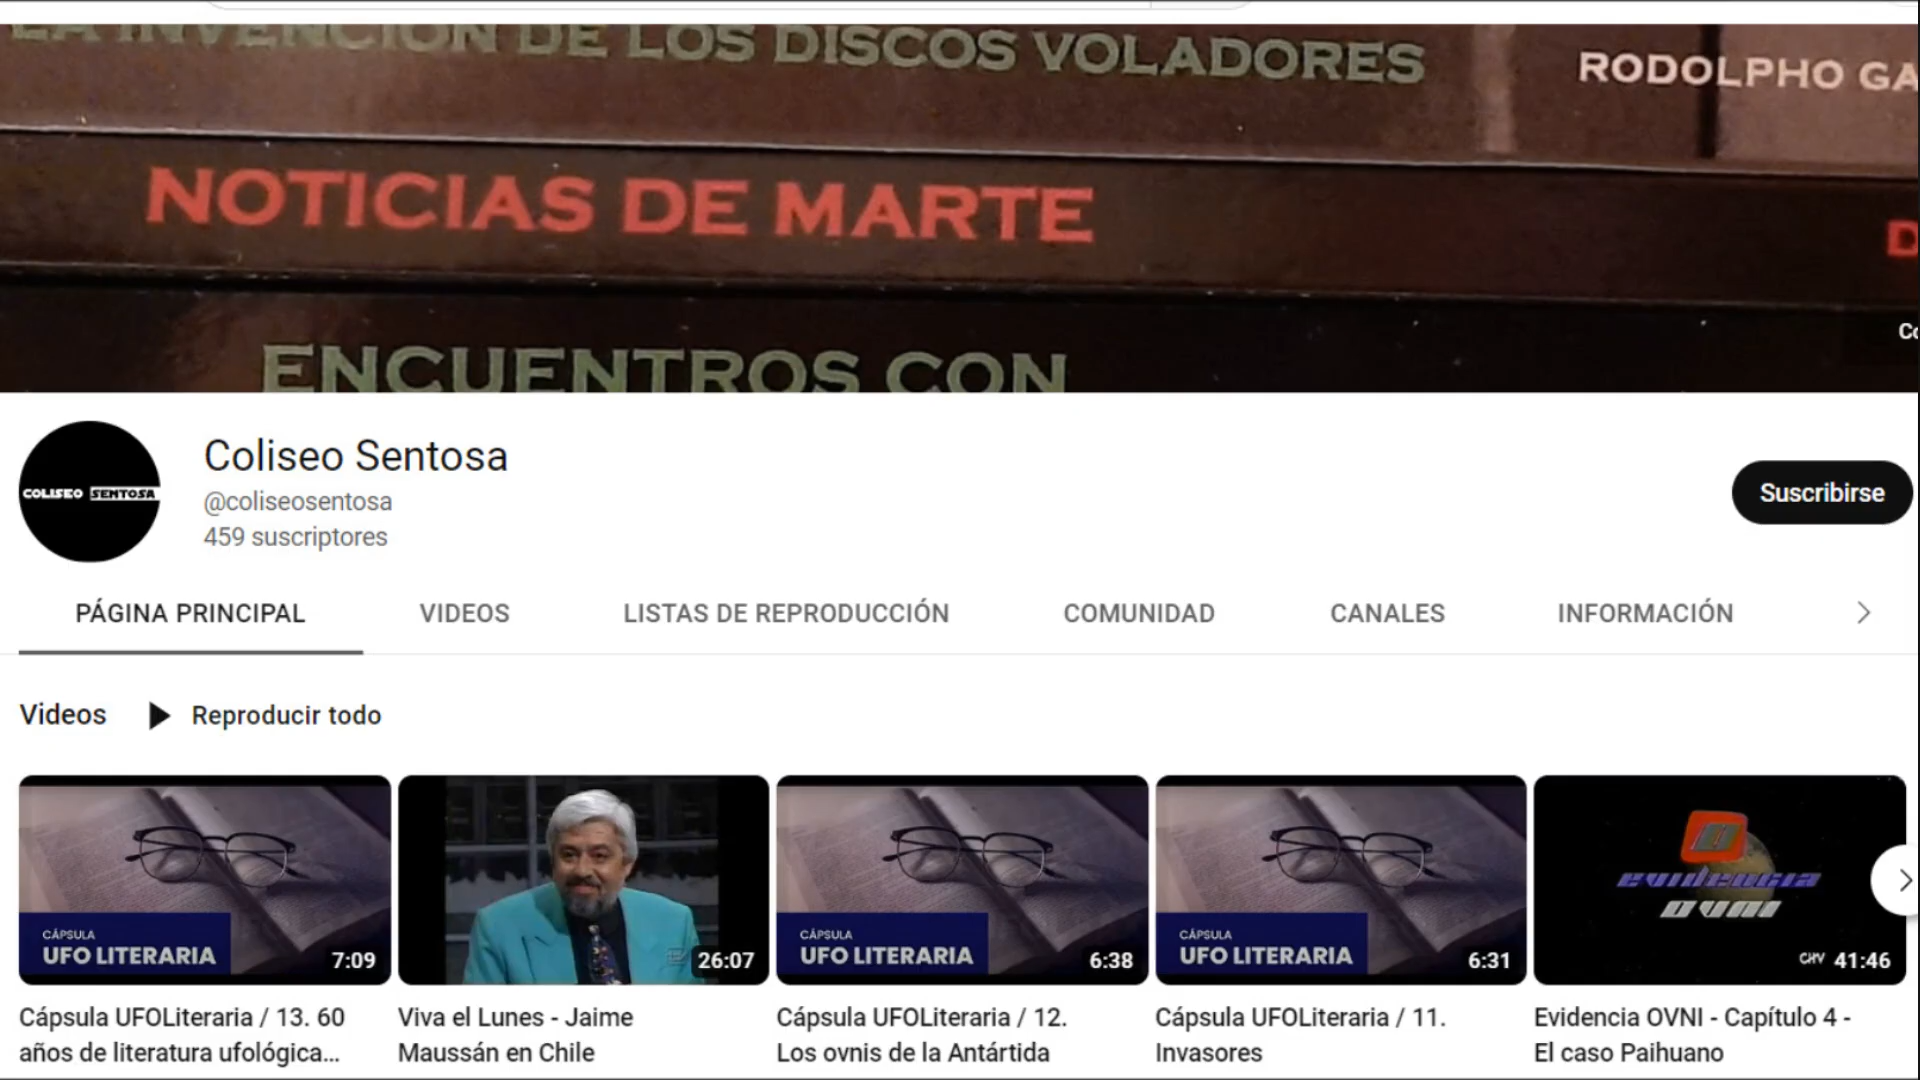 LA INVENCION DE LOS DISCOS VOLADORES
RODOLPHO GA
NOTICIAS DE MARTE
D
ENCUENTROS CON
Co
COLISEO SENTOSA
Coliseo Sentosa
@coliseosentosa
459 suscriptores
Suscribirse
PÁGINA PRINCIPAL
VIDEOS
LISTAS DE REPRODUCCIÓN
COMUNIDAD
CANALES
INFORMACIÓN
Videos
Reproducir todo
CÁPSULA
UFO LITERARIA
7:09
26:07
CÁPSULA
UFO LITERARIA
6:38
CÁPSULA
UFO LITERARIA
6:31
evidencia
OVNI
CHV
41:46
Cápsula UFOLiteraria / 13. 60
años de literatura ufológica...
Viva el Lunes - Jaime
Maussán en Chile
Cápsula UFOLiteraria / 12.
Los ovnis de la Antártida
Cápsula UFOLiteraria / 11.
Invasores
Evidencia OVNI - Capítulo 4 -
El caso Paihuano